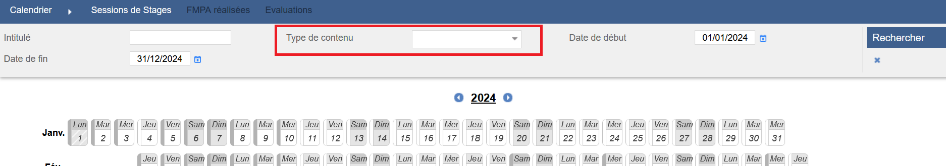 Calendrier Sessions de Stages FMPA réalisées Evaluations
Intitulé Type de contenu Date de début 01/01/2024 Rechercher
Date de fin 31/12/2024
2024
Lun Mar Mer Jeu Ven Sam Dim Lun Mar Mer Jeu Ven Sam Dim Lun Mar Mer Jeu Ven Sam Dim Lun Mar Mer Jeu Ven Sam Dim Lun Mar Mer
Janv. 1 2 3 4 5 6 7 8 9 10 11 12 13 14 15 16 17 18 19 20 21 22 23 24 25 26 27 28 29 30 31
Jeu Ven Sam Dim Lun Mar Mer Jeu Ven Sam Dim Lun Mar Mer Jeu Ven Sam Dim Lun Mar Mer Jeu Ven Sam Dim Lun Mar Mer Jeu